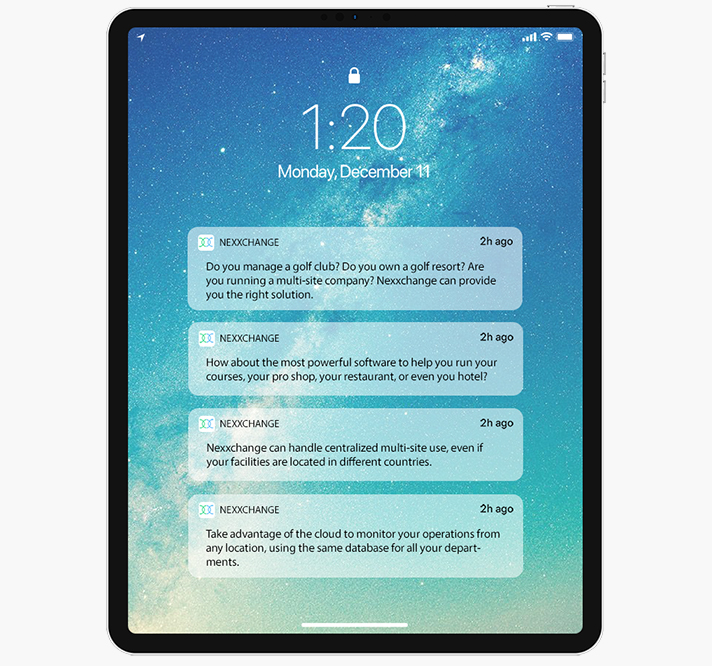 1:20
Monday, December 11
NEXXCHANGE
2h ago
Do you manage a golf club? Do you own a golf resort? Are
you running a multi-site company? Nexxchange can provide
you the right solution.
NEXXCHANGE
2h ago
How about the most powerful software to help you run your
courses, your pro shop, your restaurant, or even you hotel?
NEXXCHANGE
2h ago
Nexxchange can handle centralized multi-site use, even if
your facilities are located in different countries.
NEXXCHANGE
2h ago
Take advantage of the cloud to monitor your operations from
any location, using the same database for all your depart-
ments.